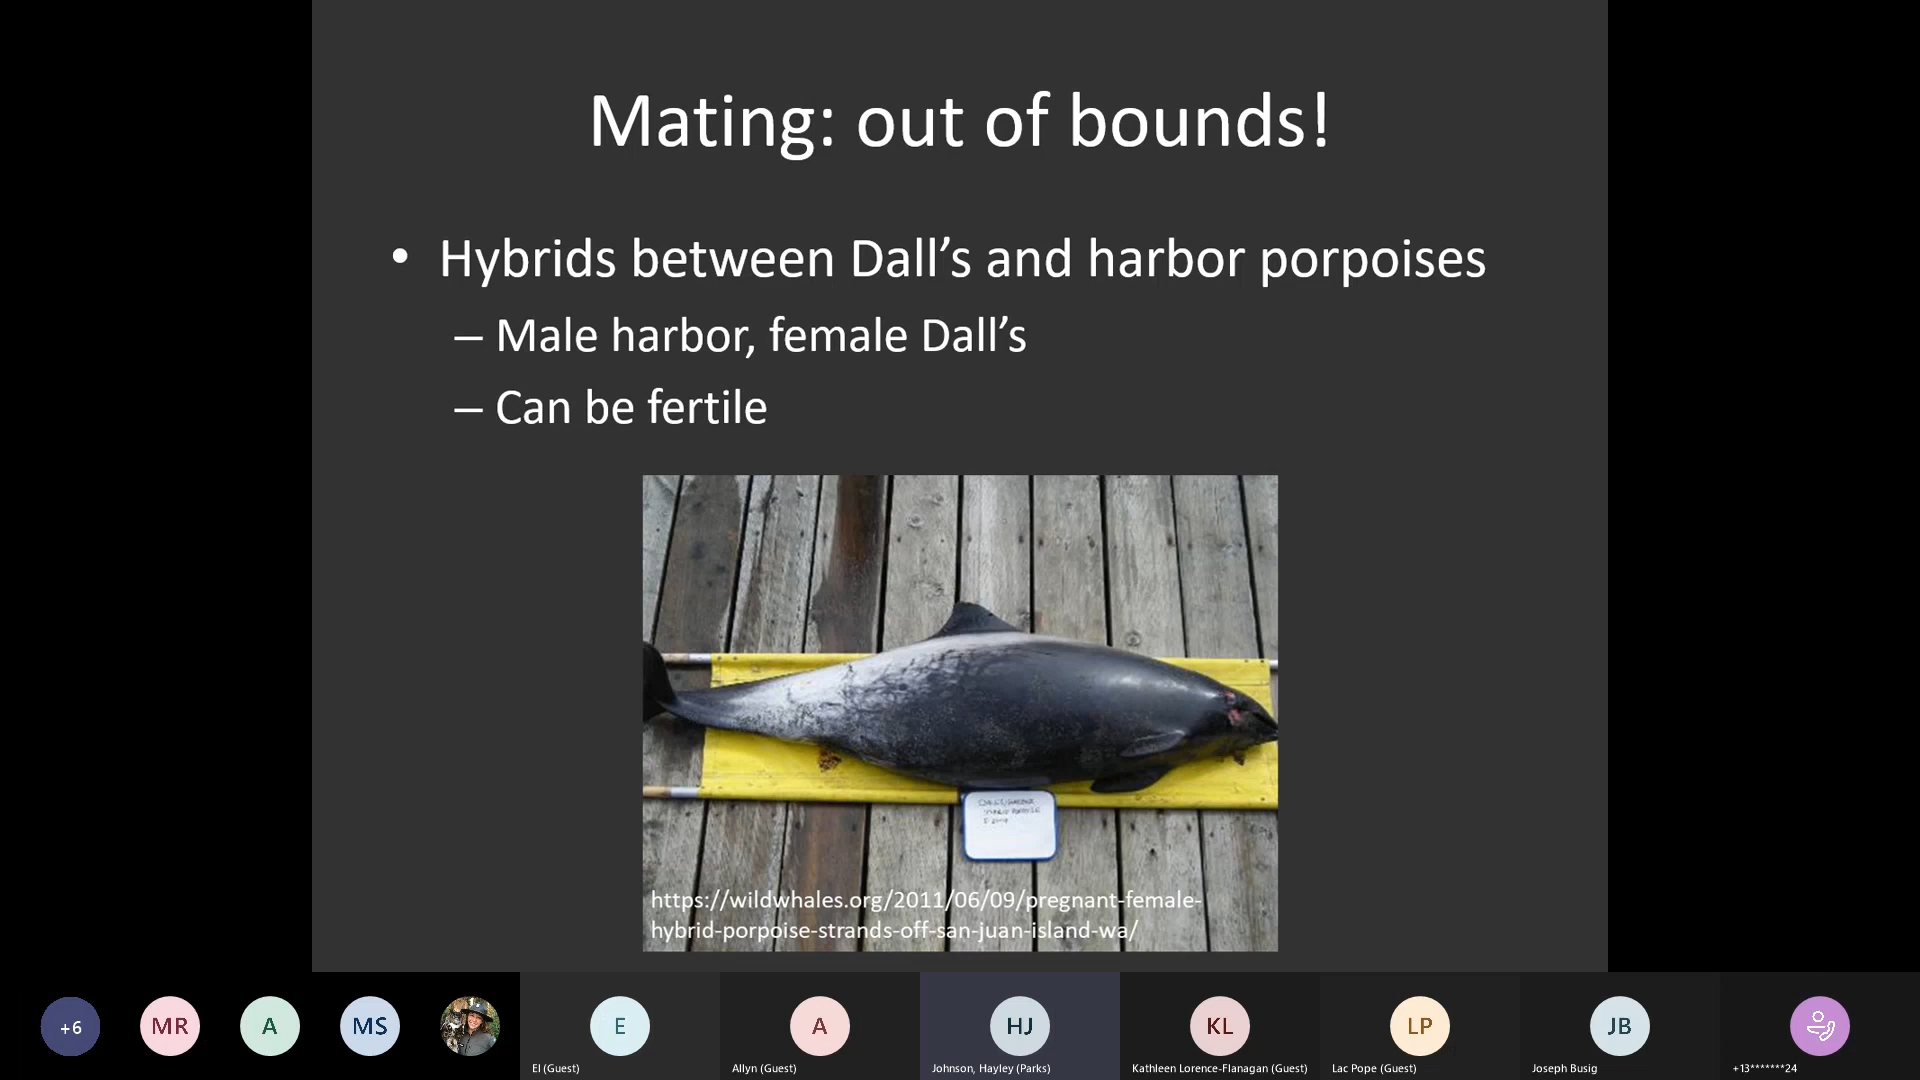 Mating: out of bounds!
• Hybrids between Dall’s and harbor porpoises
– Male harbor, female Dall’s
– Can be fertile
https://wildwhales.org/2011/06/09/pregnant-female-
hybrid-porpoise-strands-off-san-juan-island-wa/
+6
MR
A
MS
E
A
HJ
KL
LP
JB
El (Guest)
Allyn (Guest)
Johnson, Hayley (Parks)
Kathleen Lorence-Flanagan (Guest)
Lac Pope (Guest)
Joseph Busig
+13*******24